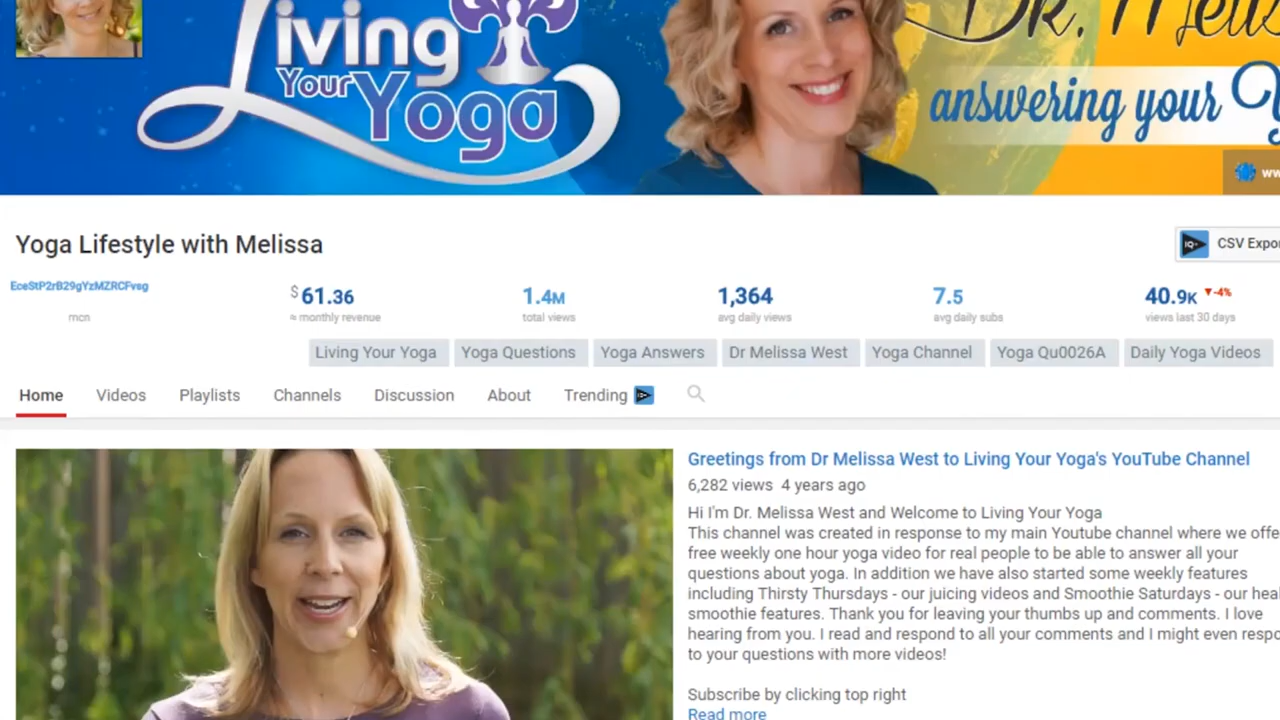 Living
Your Yoga
Dr.
answering your
Yoga Lifestyle with Melissa
CSV
EceStP2rB29gYzMZRCFvsg
$61.36
1.4M
1,364
7.5
40.9K ▼-4%
mcn
≈ monthly revenue
total views
avg daily views
avg daily subs
views last 30 days
Living Your Yoga
Yoga Questions
Yoga Answers
Dr Melissa West
Yoga Channel
Yoga Qu0026A
Daily Yoga Videos
Home
Videos
Playlists
Channels
Discussion
About
Trending
Greetings from Dr Melissa West to Living Your Yoga's YouTube Channel
6,282 views 4 years ago
Hi I'm Dr. Melissa West and Welcome to Living Your Yoga
This channel was created in response to my main Youtube channel where we offe
free weekly one hour yoga video for real people to be able to answer all your
questions about yoga. In addition we have also started some weekly features
including Thirsty Thursdays - our juicing videos and Smoothie Saturdays - our hea
smoothie features. Thank you for leaving your thumbs up and comments. I love
hearing from you. I read and respond to all your comments and I might even respo
to your questions with more videos!
Subscribe by clicking top right
Read more